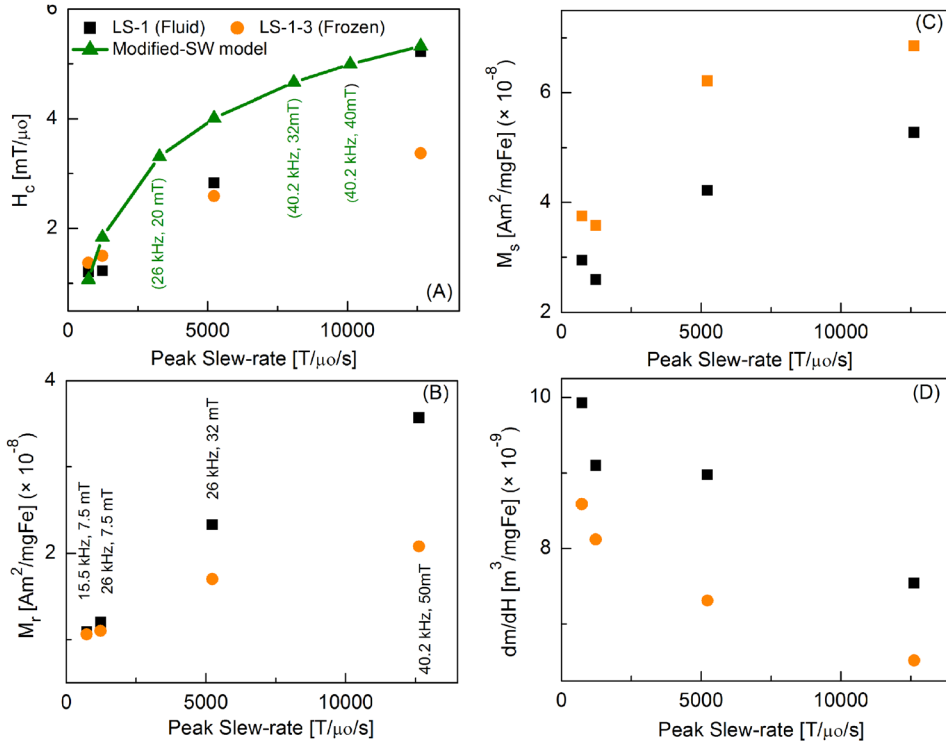 LS-1 (Fluid) LS-1-3 (Frozen)
Modified-SW model
6
4
2
Hc [mT/µo]
(26 kHz, 20 mT)
(40.2 kHz, 32mT)
(40.2 kHz, 40mT)
(A)
0 5000 10000
Peak Slew-rate [T/µo/s]
(C)
6
4
2
Ms [Am²/mgFe] (× 10⁻⁸)
0 5000 10000
Peak Slew-rate [T/µo/s]
(B)
4
2
Mr [Am²/mgFe] (× 10⁻⁸)
15.5 kHz, 7.5 mT
26 kHz, 7.5 mT
26 kHz, 32 mT
40.2 kHz, 50mT
0 5000 10000
Peak Slew-rate [T/µo/s]
(D)
10
8
dm/dH [m³/mgFe] (× 10⁻⁹)
0 5000 10000
Peak Slew-rate [T/µo/s]